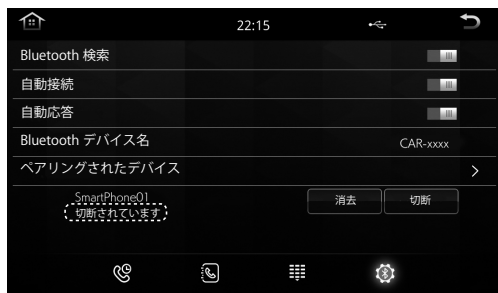 22:15
Bluetooth 検索
自動接続
自動応答
Bluetooth デバイス名 CAR-xxxx
ペアリングされたデバイス
SmartPhone01 消去 切断
切断されています